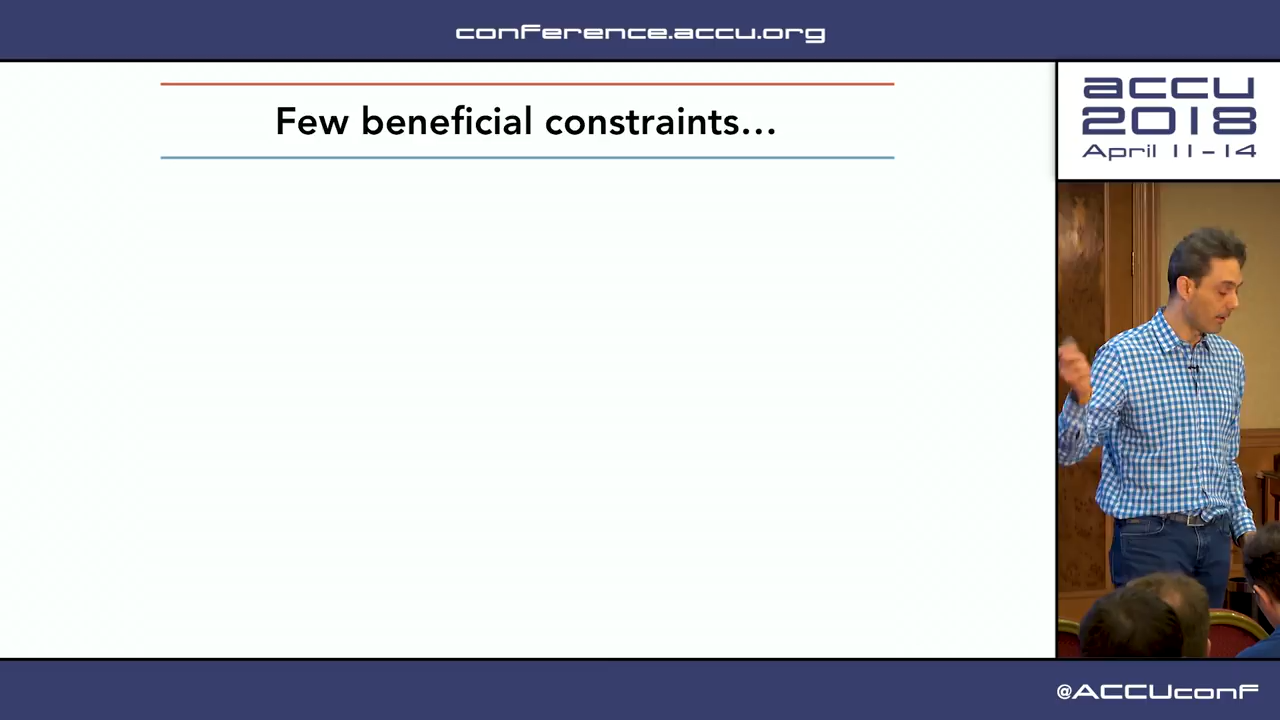 conference.accu.org
Few beneficial constraints...
accu
2018
April 11-14
@ACCUconf